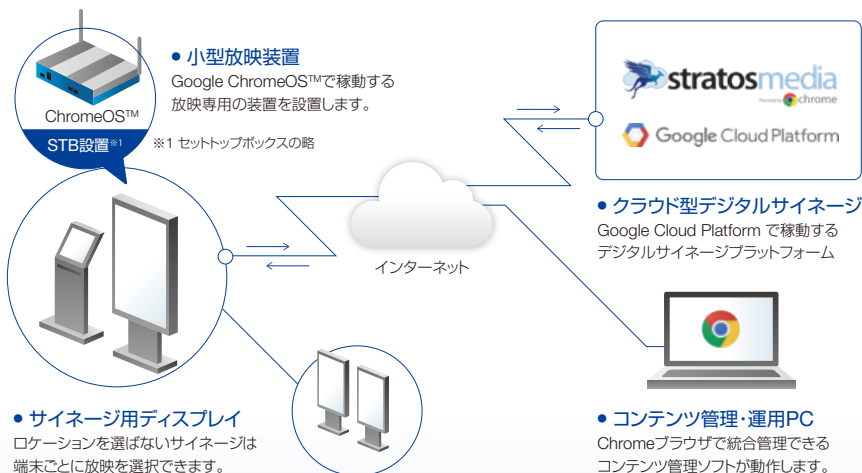 ● 小型放映装置
Google ChromeOS™で稼動する
放映専用の装置を設置します。
ChromeOS™
STB設置※1
※1 セットトップボックスの略
stratosmedia
Powered by chrome
Google Cloud Platform
● クラウド型デジタルサイネージ
Google Cloud Platform で稼動する
デジタルサイネージプラットフォーム
インターネット
● サイネージ用ディスプレイ
ロケーションを選ばないサイネージは
端末ごとに放映を選択できます。
● コンテンツ管理・運用PC
Chromeブラウザで統合管理できる
コンテンツ管理ソフトが動作します。